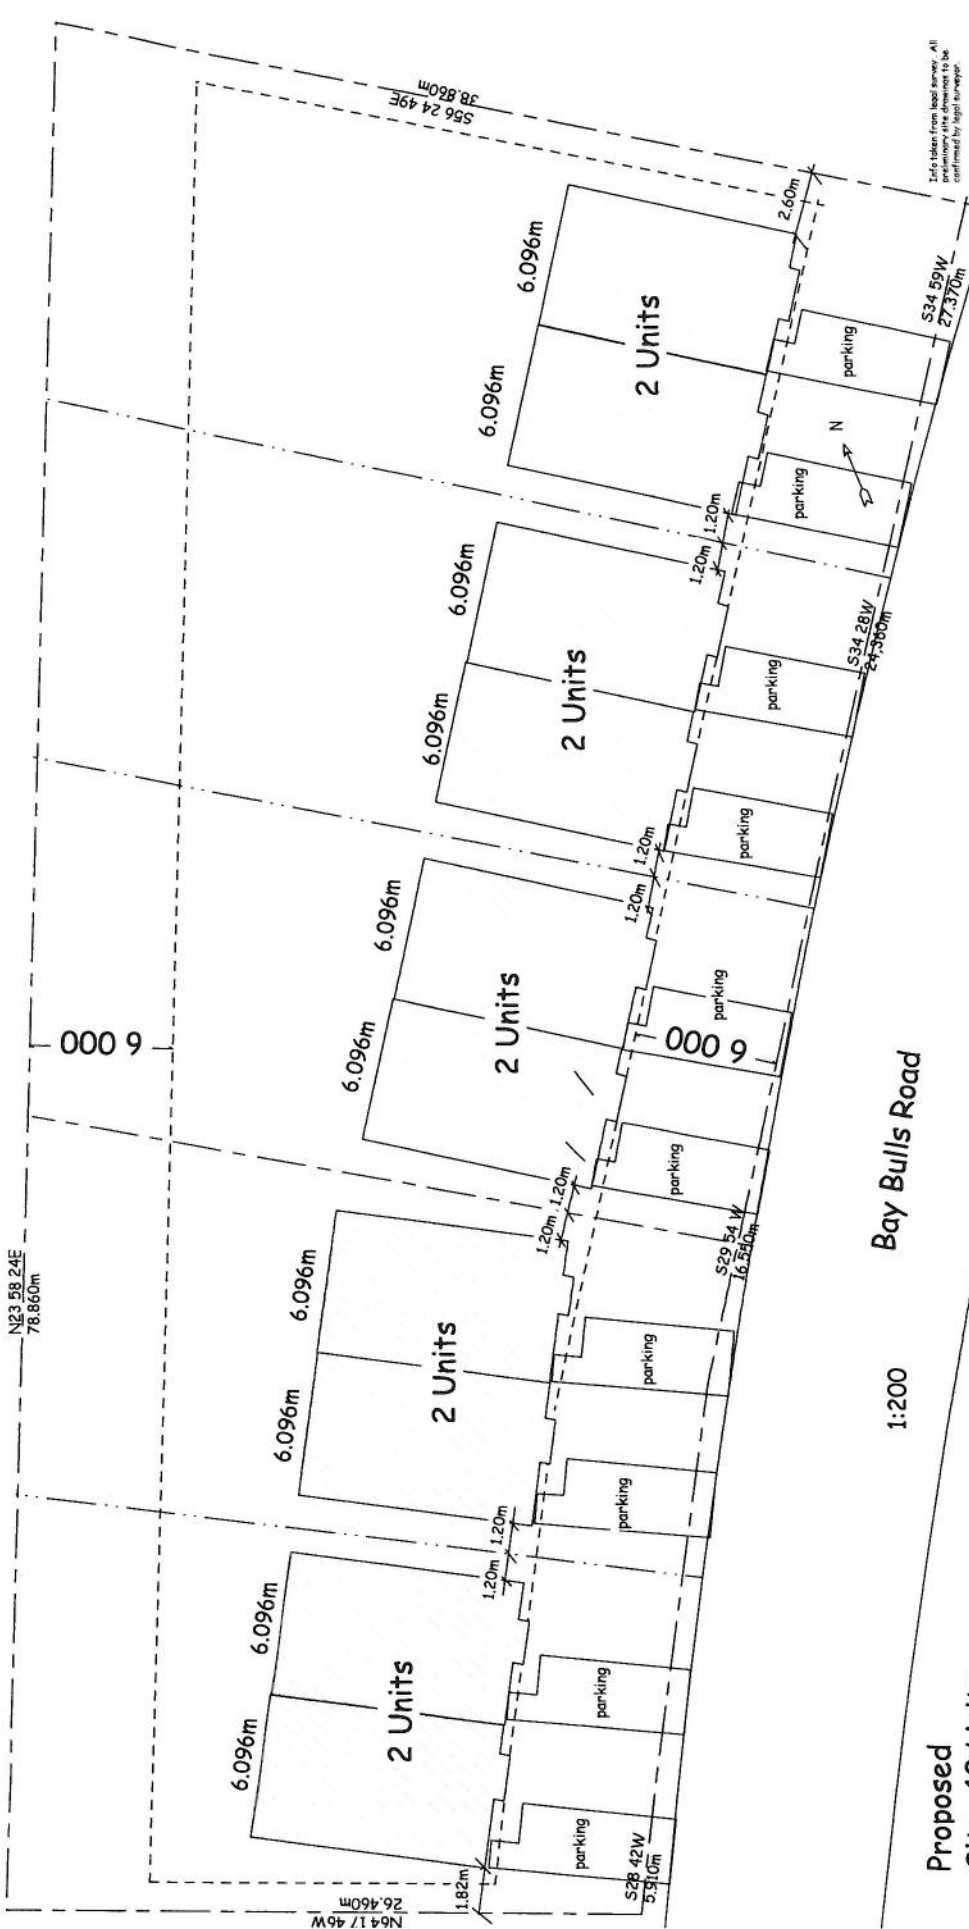 N23 58 24E
78.860m
S56 24 49E
38.860m
N64 17 46W
26.460m
6 000
6.096m
6.096m
2 Units
1.82m
1.20m
1.20m
6.096m
6.096m
2 Units
1.20m
1.20m
6.096m
6.096m
2 Units
1.20m
1.20m
6.096m
6.096m
2 Units
1.20m
1.20m
6.096m
6.096m
2 Units
2.60m
parking
parking
parking
parking
parking
parking
parking
parking
parking
parking
6 000
N
S28 42W
5.910m
S29 54 W
16.550m
S34 28W
24.360m
S34 59W
27.370m
Info taken from legal survey. All
preliminary site drawings to be
confirmed by legal surveyor.
Bay Bulls Road
1:200
Proposed